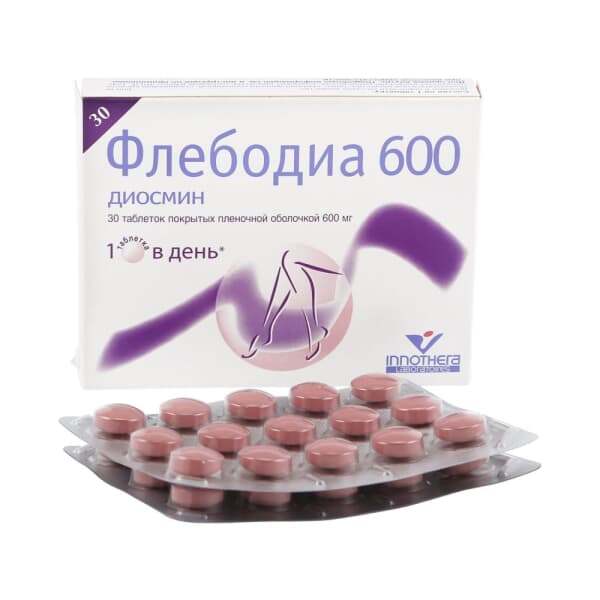 30
Флебодиа 600
диосмин
30 таблеток покрытых пленочной оболочкой 600 мг
1 таблетка в день*
INNOTHERA
LABORATOIRES